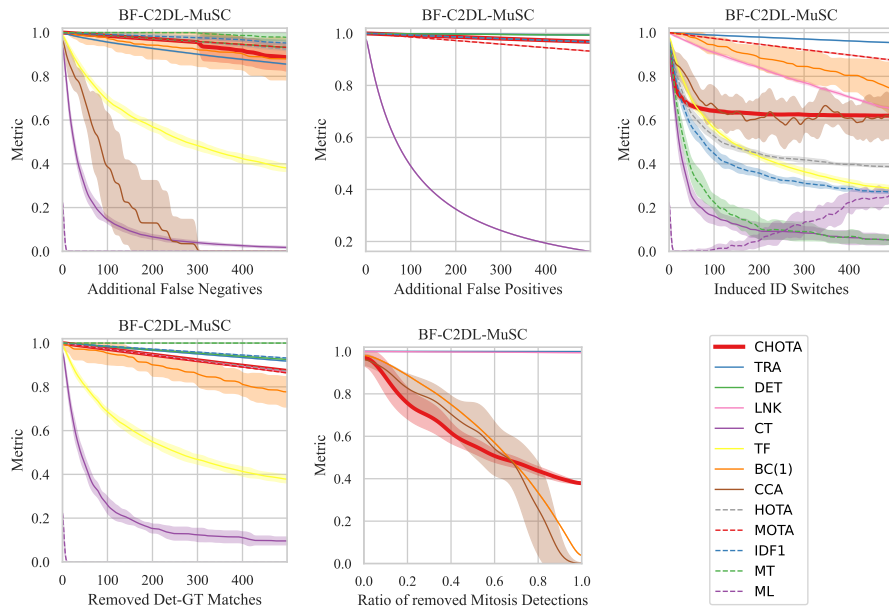 BF-C2DL-MuSC
BF-C2DL-MuSC
BF-C2DL-MuSC
Metric
1.0
0.8
0.6
0.4
0.2
0.0
0
100
200
300
400
Additional False Negatives
Metric
1.0
0.8
0.6
0.4
0.2
0
100
200
300
400
Additional False Positives
Metric
1.0
0.8
0.6
0.4
0.2
0.0
0
100
200
300
400
Induced ID Switches
BF-C2DL-MuSC
Metric
1.0
0.8
0.6
0.4
0.2
0.0
0
100
200
300
400
Removed Det-GT Matches
BF-C2DL-MuSC
Metric
1.0
0.8
0.6
0.4
0.2
0.0
0.0
0.2
0.4
0.6
0.8
1.0
Ratio of removed Mitosis Detections
CHOTA
TRA
DET
LNK
CT
TF
BC(1)
CCA
HOTA
MOTA
IDF1
MT
ML